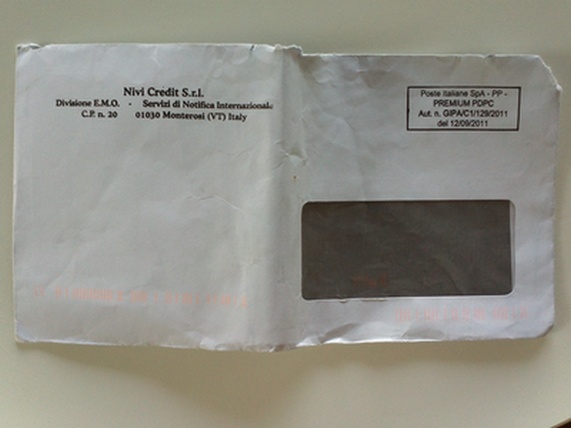 Nivi Credit S.r.l.
Divisione E.M.O. - Servizi di Notifica Internazionale
C.P. n. 20 01030 Monterosi (VT) Italy
Poste Italiane SpA - PP -
PREMIUM PDPC
Aut. n. GIPA/C1/129/2011
del 12/09/2011